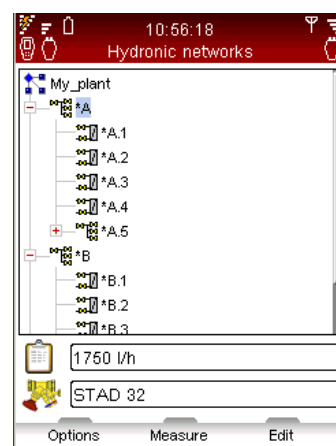 10:56:18
Hydronic networks
My_plant
*A
*A.1
*A.2
*A.3
*A.4
*A.5
*B
*B.1
*B.2
*B.3
1750 l/h
STAD 32
Options Measure Edit